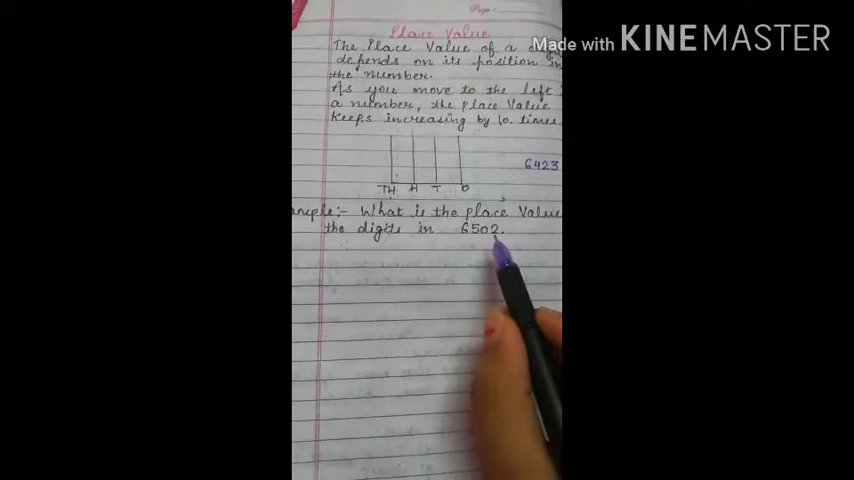 Page:
Place Value
The Place Value of a
Made with KINEMASTER
depends on its position in
the number.
As you move to the left
a number, the place Value
keeps increasing by 10. times
6423
TH H T O
What is the place Value
the digits in 6502.